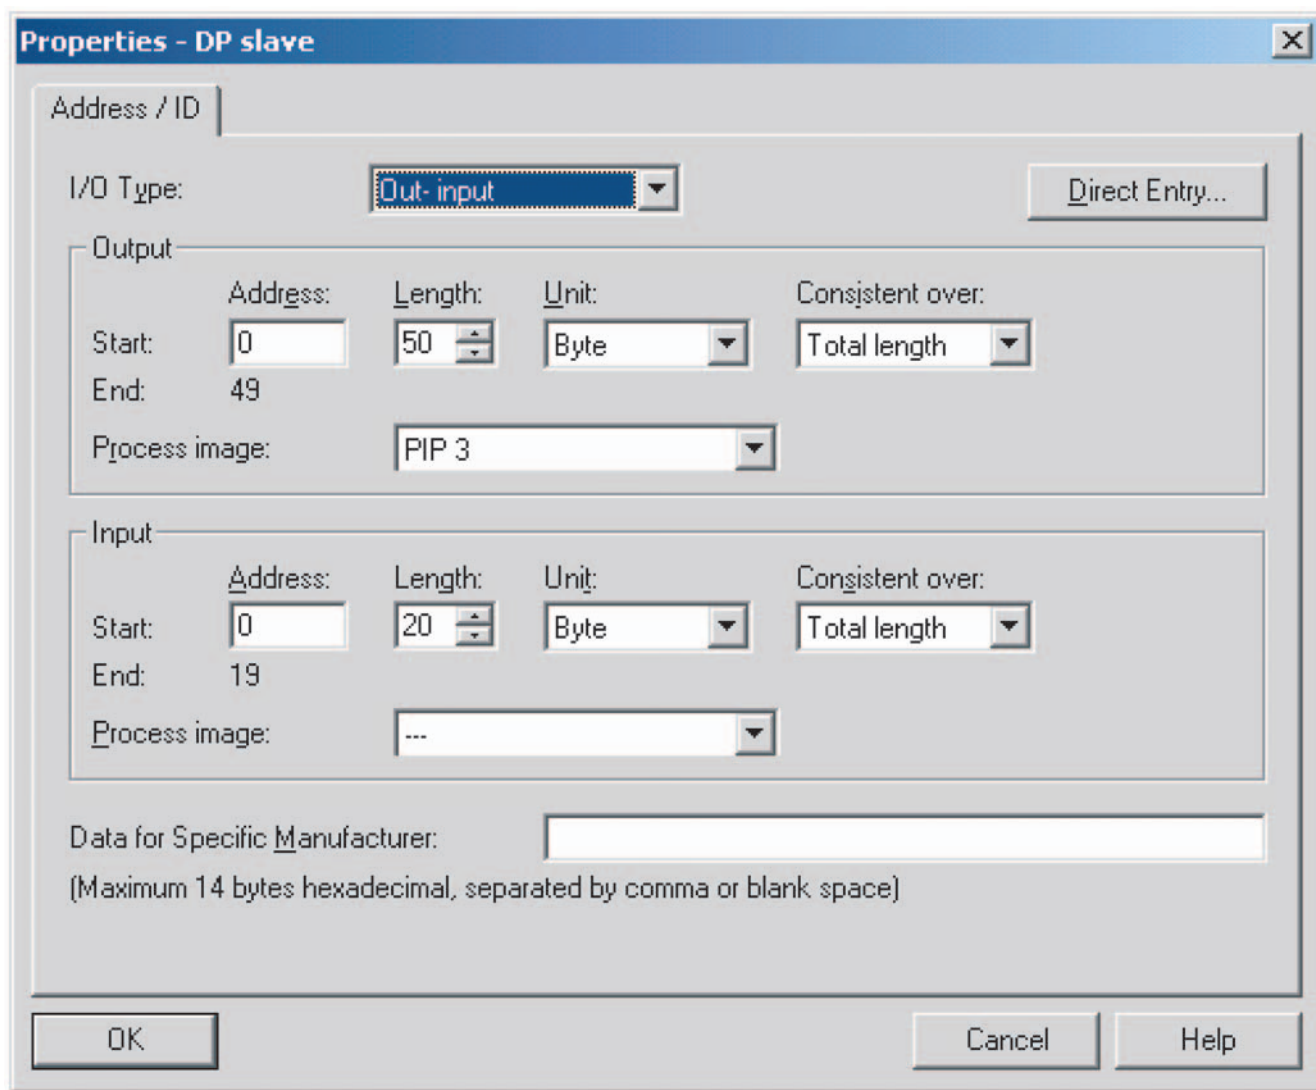 Properties - DP slave
Address / ID
I/O Type: Out- input Direct Entry...
Output
Address: Length: Unit: Consistent over:
Start: 0 50 Byte Total length
End: 49
Process image: PIP 3
Input
Address: Length: Unit: Consistent over:
Start: 0 20 Byte Total length
End: 19
Process image: ---
Data for Specific Manufacturer:
(Maximum 14 bytes hexadecimal, separated by comma or blank space)
OK Cancel Help